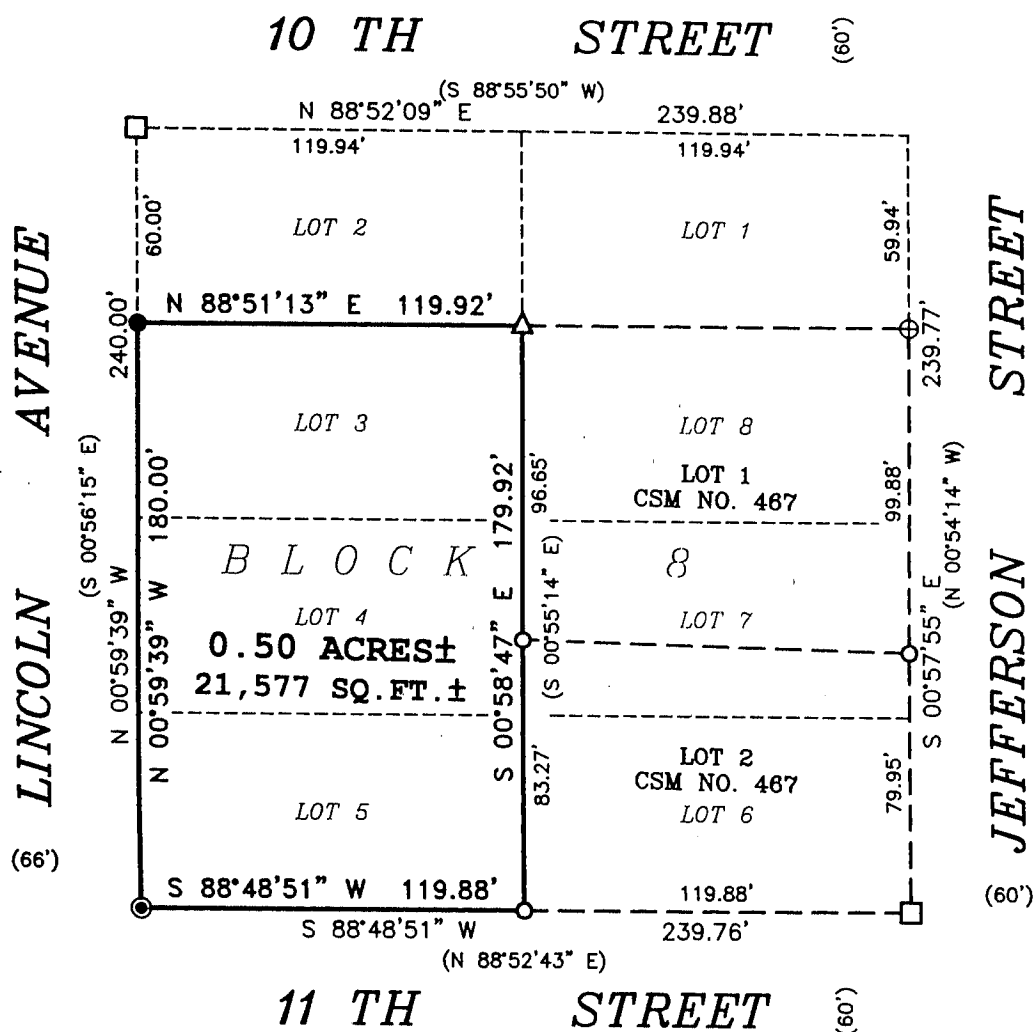 10 TH STREET (60')
(S 88°55'50" W)
N 88°52'09" E 239.88'
119.94' 119.94'
60.00' LOT 2 LOT 1 59.94'
N 88°51'13" E 119.92'
240.00' 239.77'
LINCOLN AVENUE
(66')
JEFFERSON STREET
(60')
(S 00°56'15" E)
N 00°59'39" W
N 00°59'39" W 180.00'
LOT 3
LOT 8
LOT 1
CSM NO. 467
S 00°58'47" E 179.92'
96.65'
(S 00°55'14" E)
99.88'
(N 00°54'14" W)
S 00°57'55" E
BLOCK 8
LOT 4
LOT 7
0.50 ACRES±
21,577 SQ.FT.±
LOT 2
CSM NO. 467
83.27'
79.95'
LOT 5
LOT 6
S 88°48'51" W 119.88' 119.88'
S 88°48'51" W 239.76'
(N 88°52'43" E)
11 TH STREET (60')